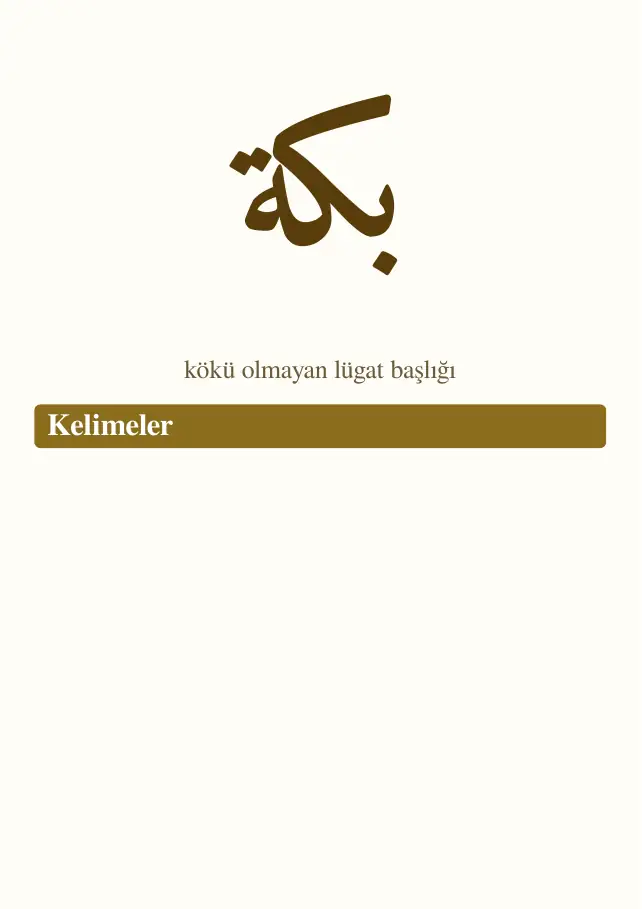 بكة
kökü olmayan lügat başlığı
Kelimeler